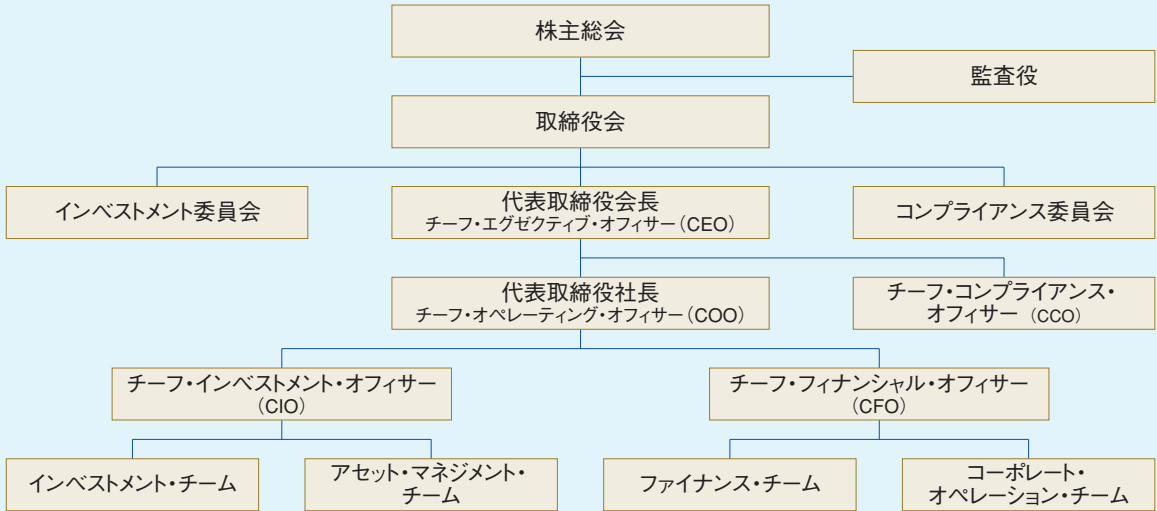 株主総会
監査役
取締役会
インベストメント委員会
代表取締役会長
チーフ・エグゼクティブ・オフィサー(CEO)
コンプライアンス委員会
代表取締役社長
チーフ・オペレーティング・オフィサー(COO)
チーフ・コンプライアンス・
オフィサー (CCO)
チーフ・インベストメント・オフィサー
(CIO)
チーフ・フィナンシャル・オフィサー
(CFO)
インベストメント・チーム
アセット・マネジメント・
チーム
ファイナンス・チーム
コーポレート・
オペレーション・チーム